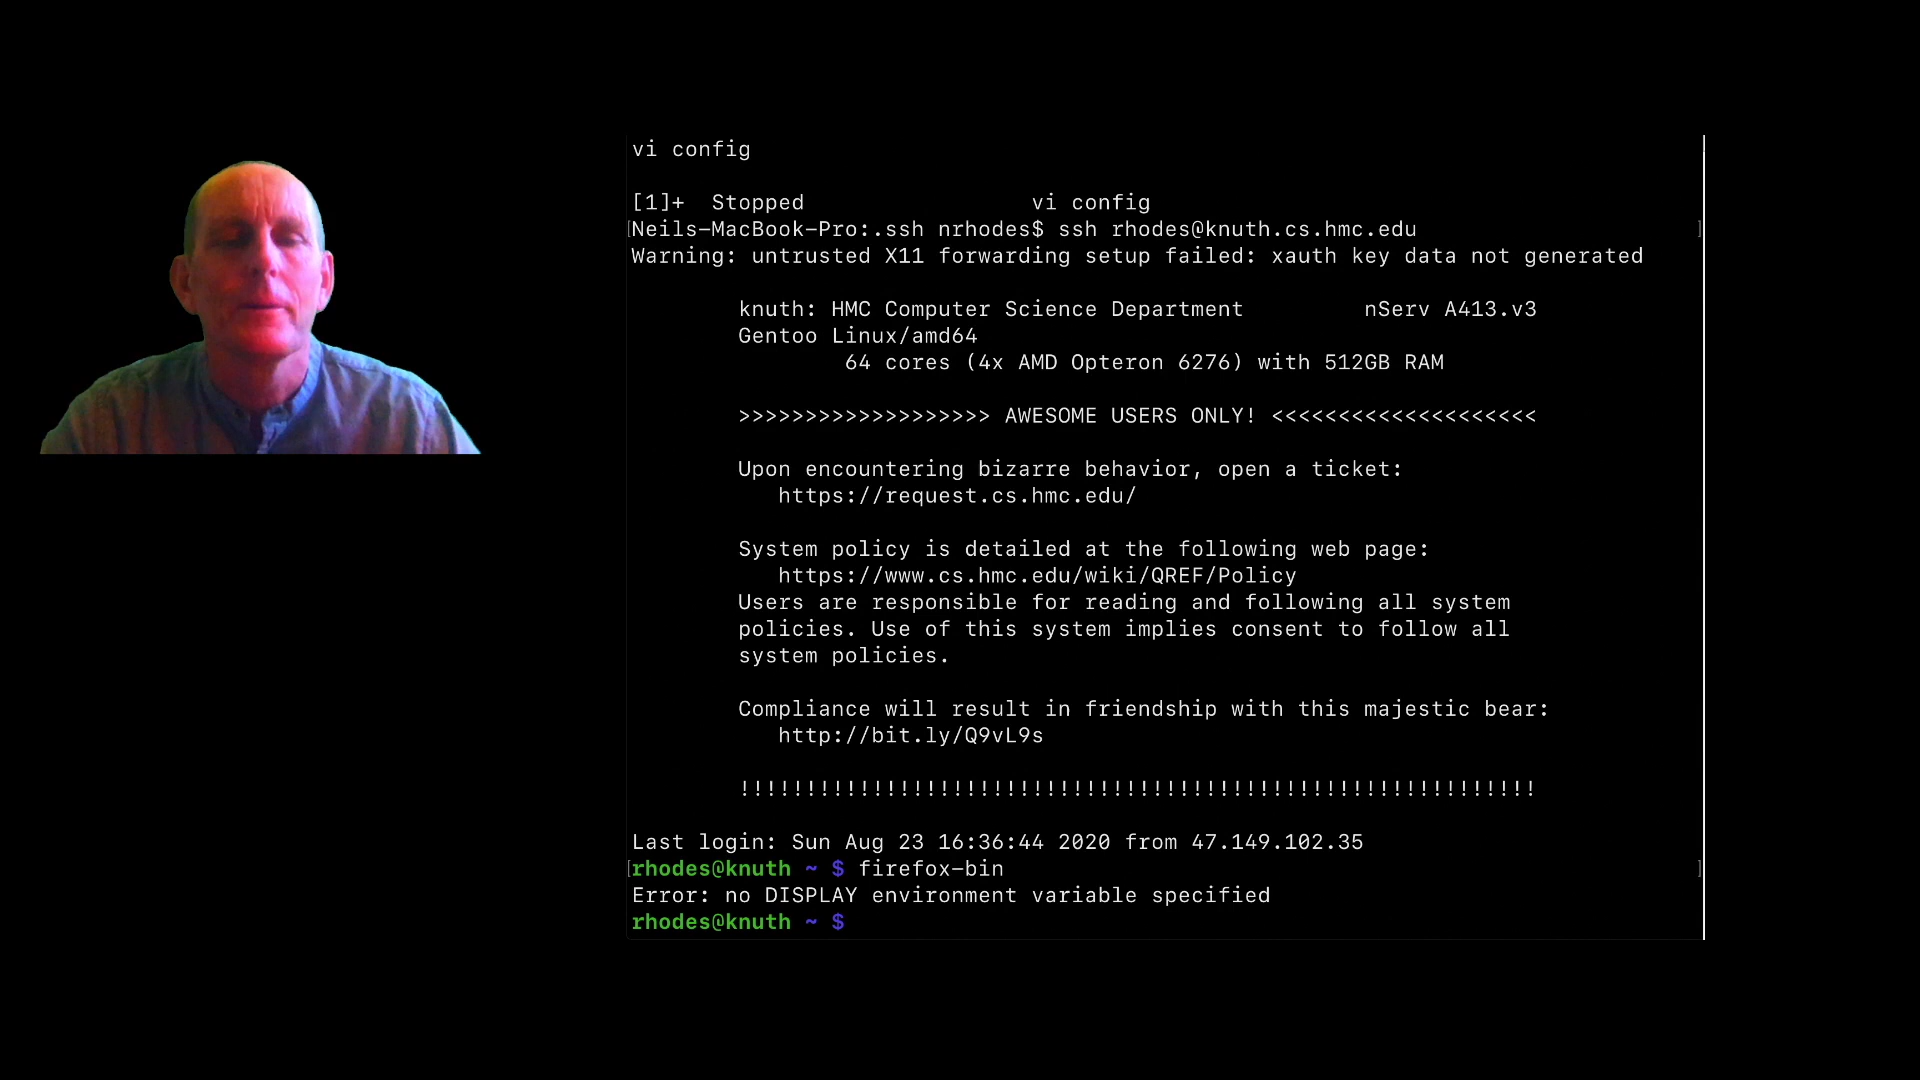 vi config
[1]+  Stopped                 vi config
[Neils-MacBook-Pro:.ssh nrhodes$ ssh rhodes@knuth.cs.hmc.edu ]
Warning: untrusted X11 forwarding setup failed: xauth key data not generated
knuth: HMC Computer Science Department         nServ A413.v3
Gentoo Linux/amd64
64 cores (4x AMD Opteron 6276) with 512GB RAM
>>>>>>>>>>>>>>>>>>> AWESOME USERS ONLY! <<<<<<<<<<<<<<<<<<<<
Upon encountering bizarre behavior, open a ticket:
https://request.cs.hmc.edu/
System policy is detailed at the following web page:
https://www.cs.hmc.edu/wiki/QREF/Policy
Users are responsible for reading and following all system
policies. Use of this system implies consent to follow all
system policies.
Compliance will result in friendship with this majestic bear:
http://bit.ly/Q9vL9s
!!!!!!!!!!!!!!!!!!!!!!!!!!!!!!!!!!!!!!!!!!!!!!!!!!!!!!!!!!!!
Last login: Sun Aug 23 16:36:44 2020 from 47.149.102.35
[rhodes@knuth ~ $ firefox-bin ]
Error: no DISPLAY environment variable specified
rhodes@knuth ~ $